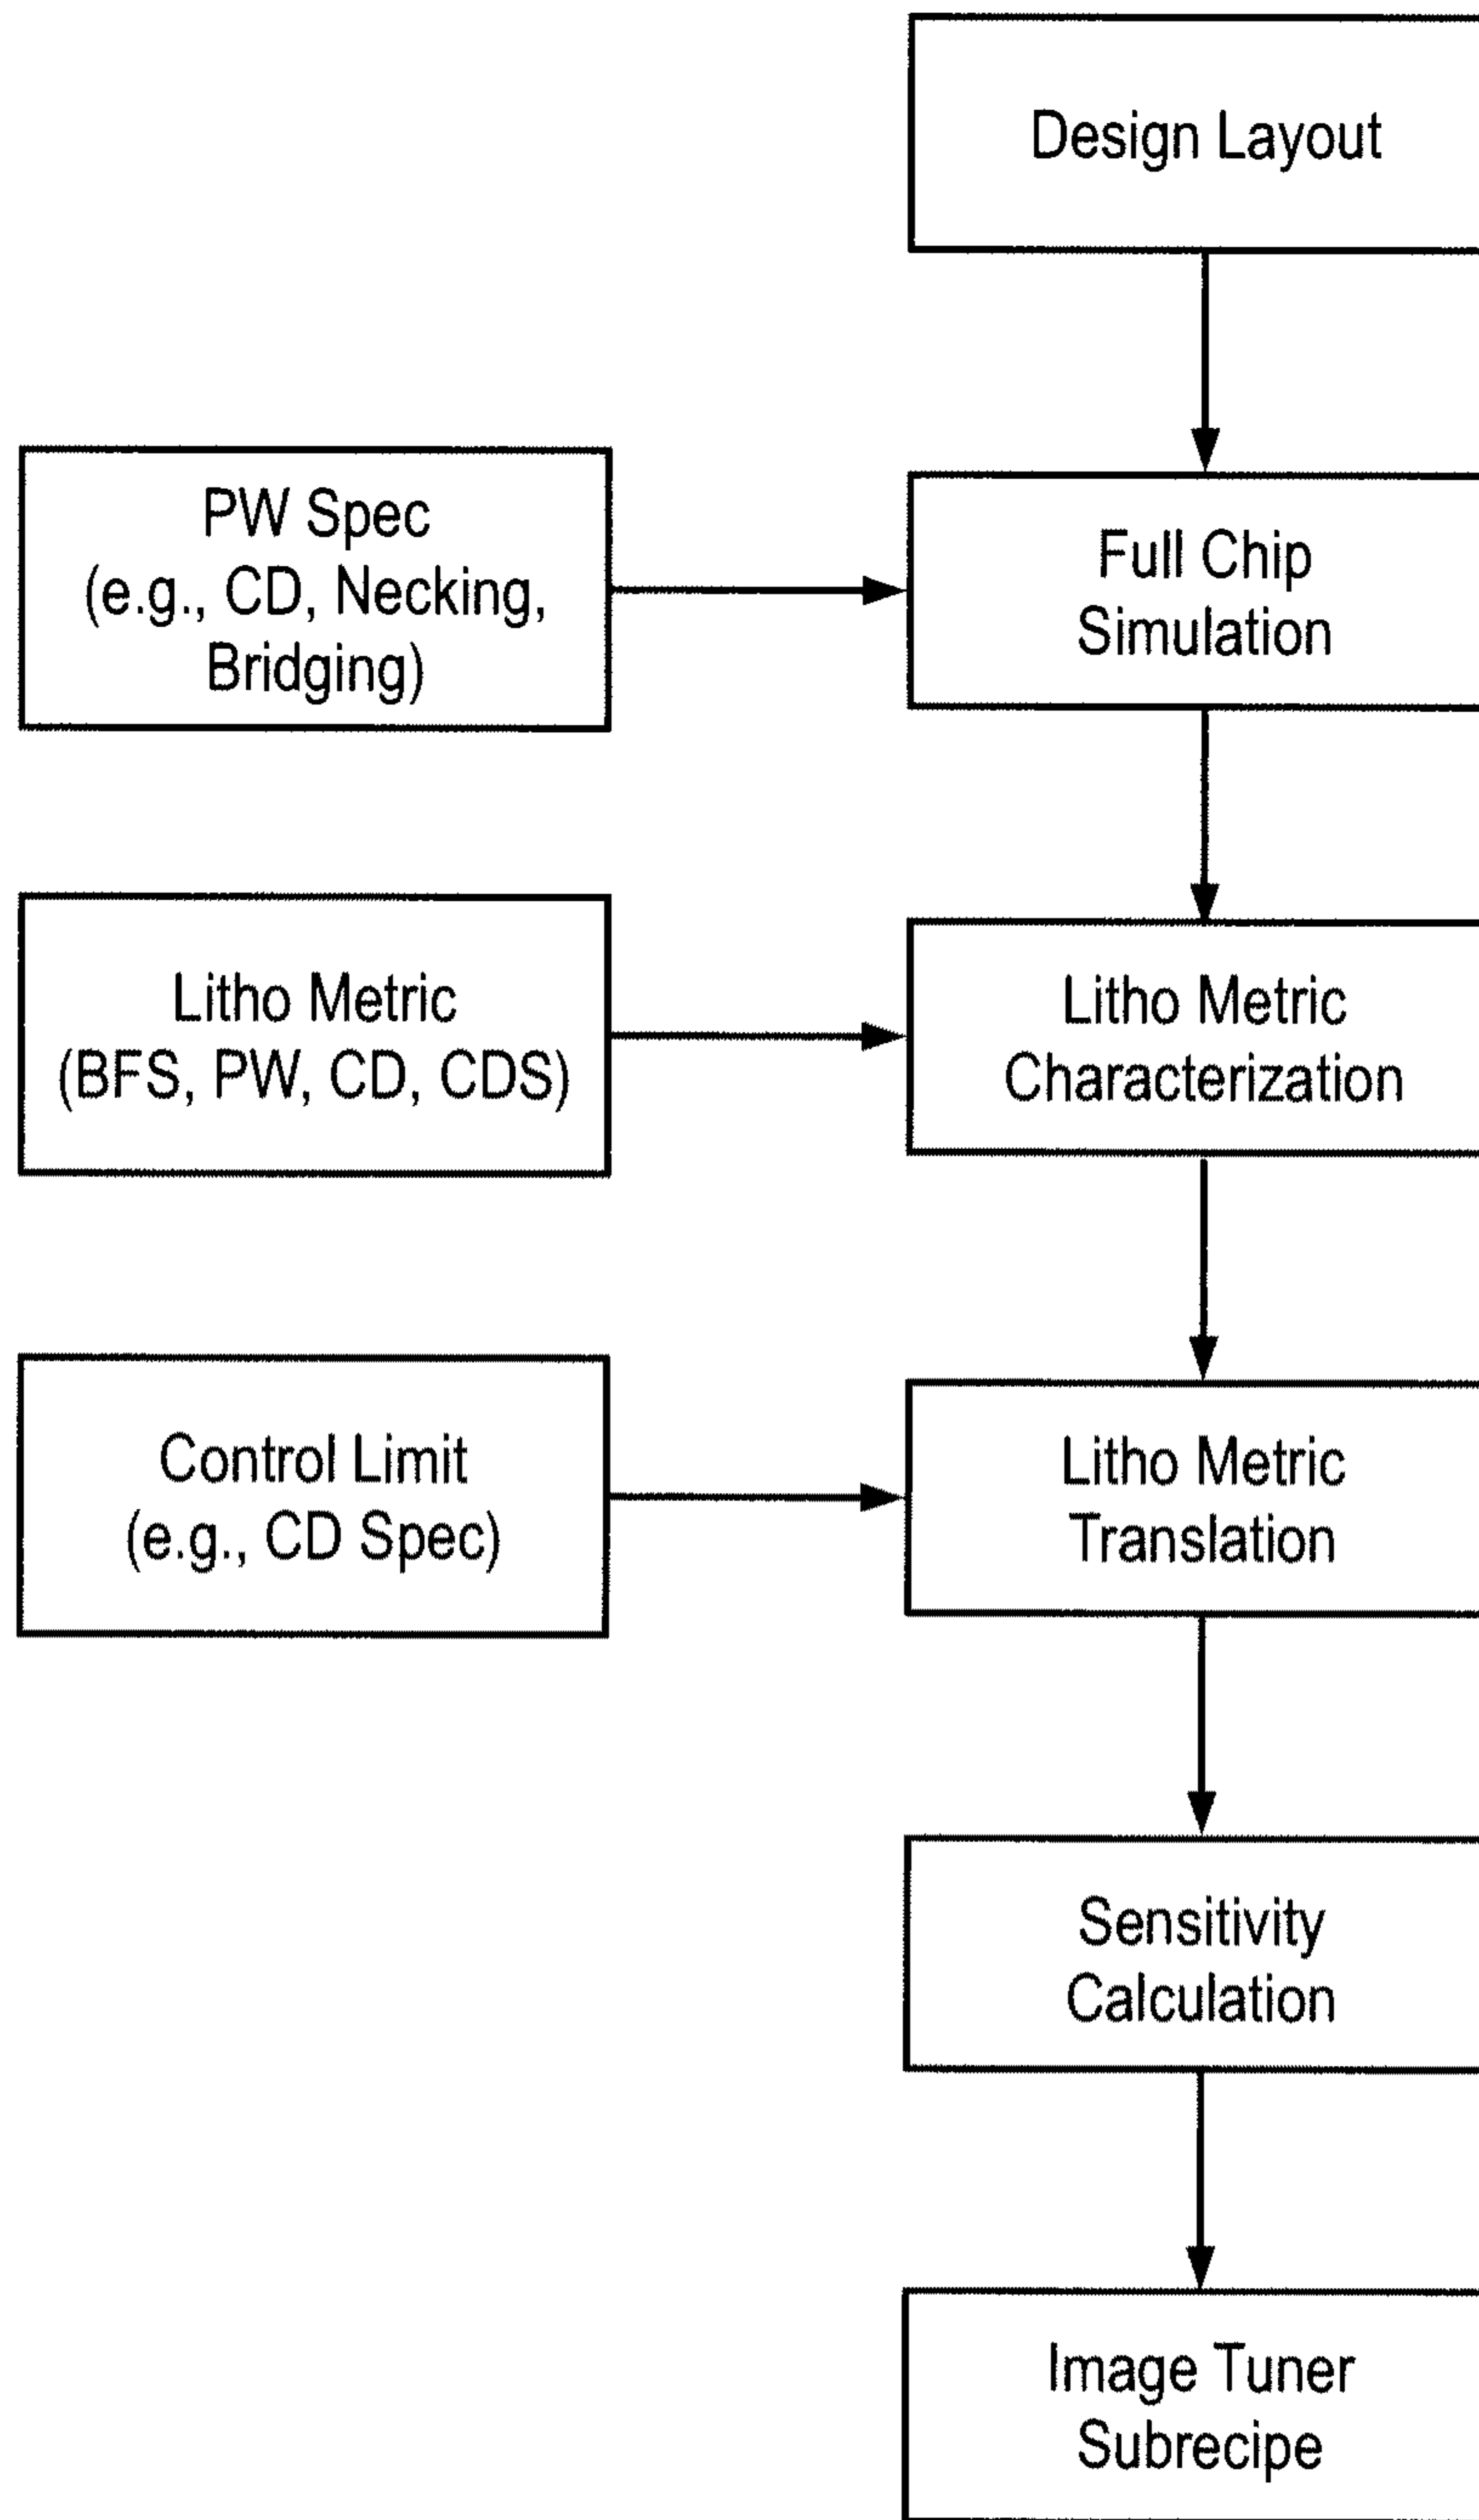 Design Layout
PW Spec
(e.g., CD, Necking,
Bridging)
Full Chip
Simulation
Litho Metric
(BFS, PW, CD, CDS)
Litho Metric
Characterization
Control Limit
(e.g., CD Spec)
Litho Metric
Translation
Sensitivity
Calculation
Image Tuner
Subrecipe